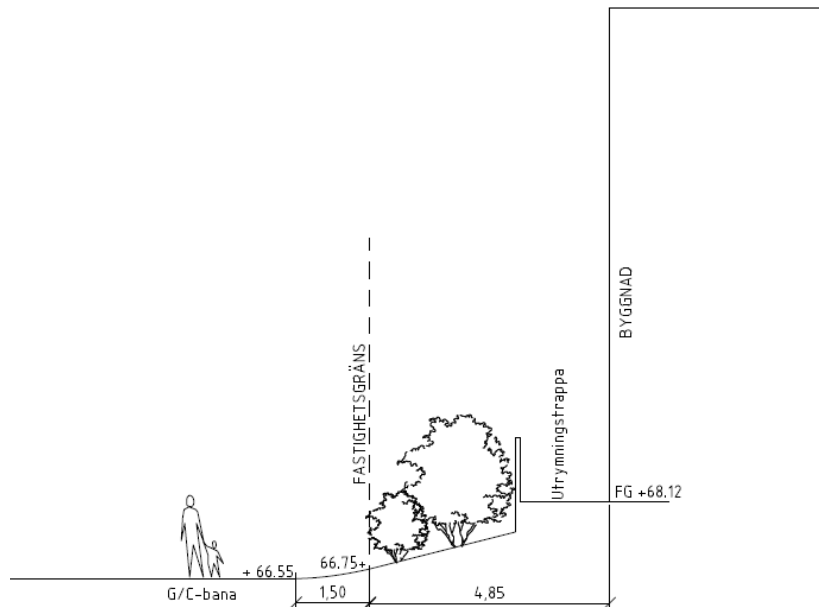 FASTIGHETSGRÄNS
BYGGNAD
Utrymningstrappa
FG +68.12
66.75+
+ 66.55
G/C-bana
1,50
4,85